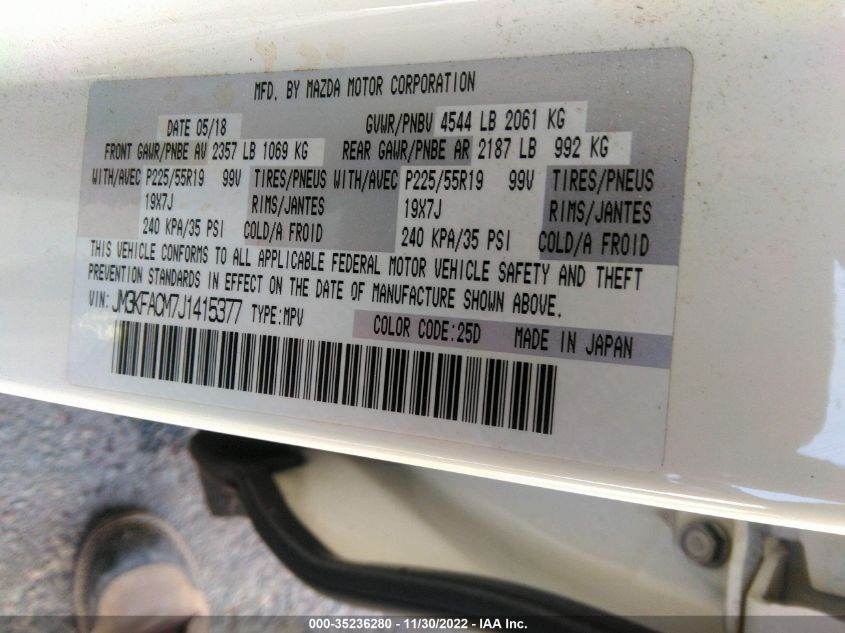 MFD. BY MAZDA MOTOR CORPORATION
DATE 05/18 GVWR/PNBV 4544 LB 2061 KG
FRONT GAWR/PNBE AV 2357 LB 1069 KG REAR GAWR/PNBE AR 2187 LB 992 KG
WITH/AVEC P225/55R19 99V TIRES/PNEUS WITH/AVEC P225/55R19 99V TIRES/PNEUS
19X7J RIMS/JANTES 19X7J RIMS/JANTES
240 KPA/35 PSI COLD/A FROID 240 KPA/35 PSI COLD/A FROID
THIS VEHICLE CONFORMS TO ALL APPLICABLE FEDERAL MOTOR VEHICLE SAFETY AND THEFT
PREVENTION STANDARDS IN EFFECT ON THE DATE OF MANUFACTURE SHOWN ABOVE.
VIN: JM3KFACM7J1415377 TYPE:MPV COLOR CODE:25D MADE IN JAPAN
000-35236280 - 11/30/2022 - IAA Inc.